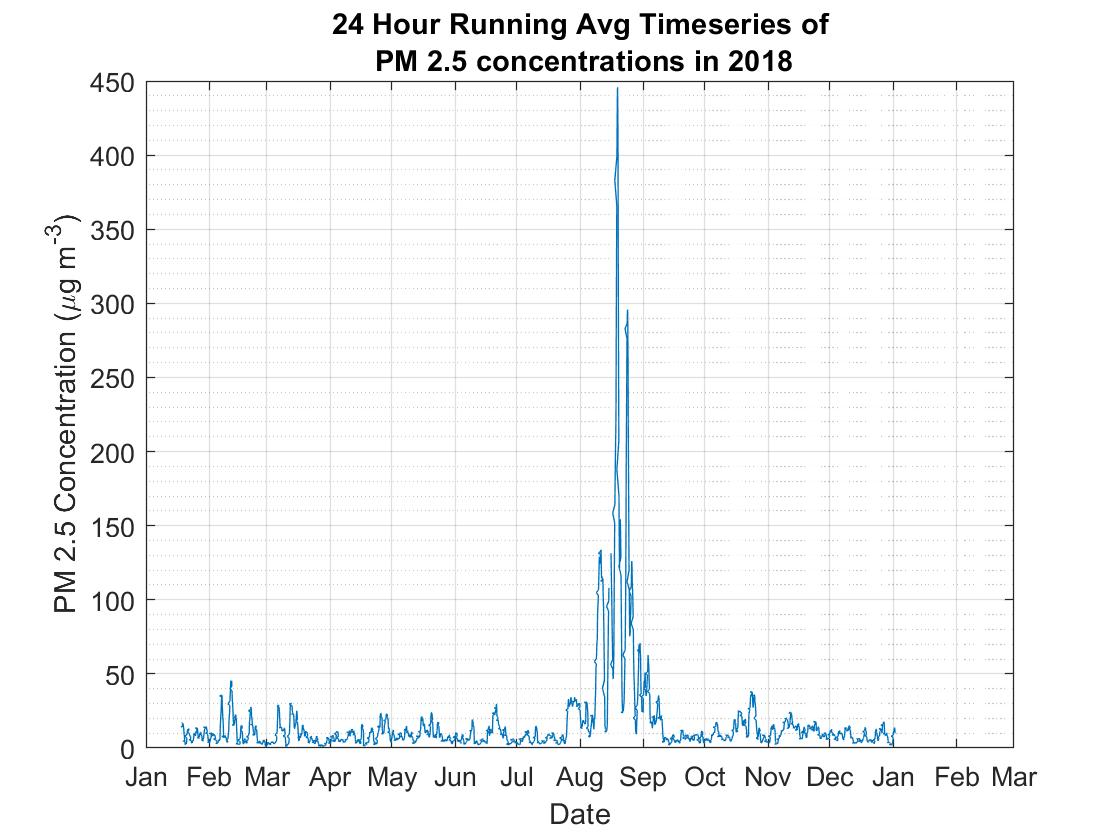 24 Hour Running Avg Timeseries of
PM 2.5 concentrations in 2018
450
400
350
300
250
200
150
100
50
0
PM 2.5 Concentration (μg m⁻³)
Jan Feb Mar Apr May Jun Jul Aug Sep Oct Nov Dec Jan Feb Mar
Date